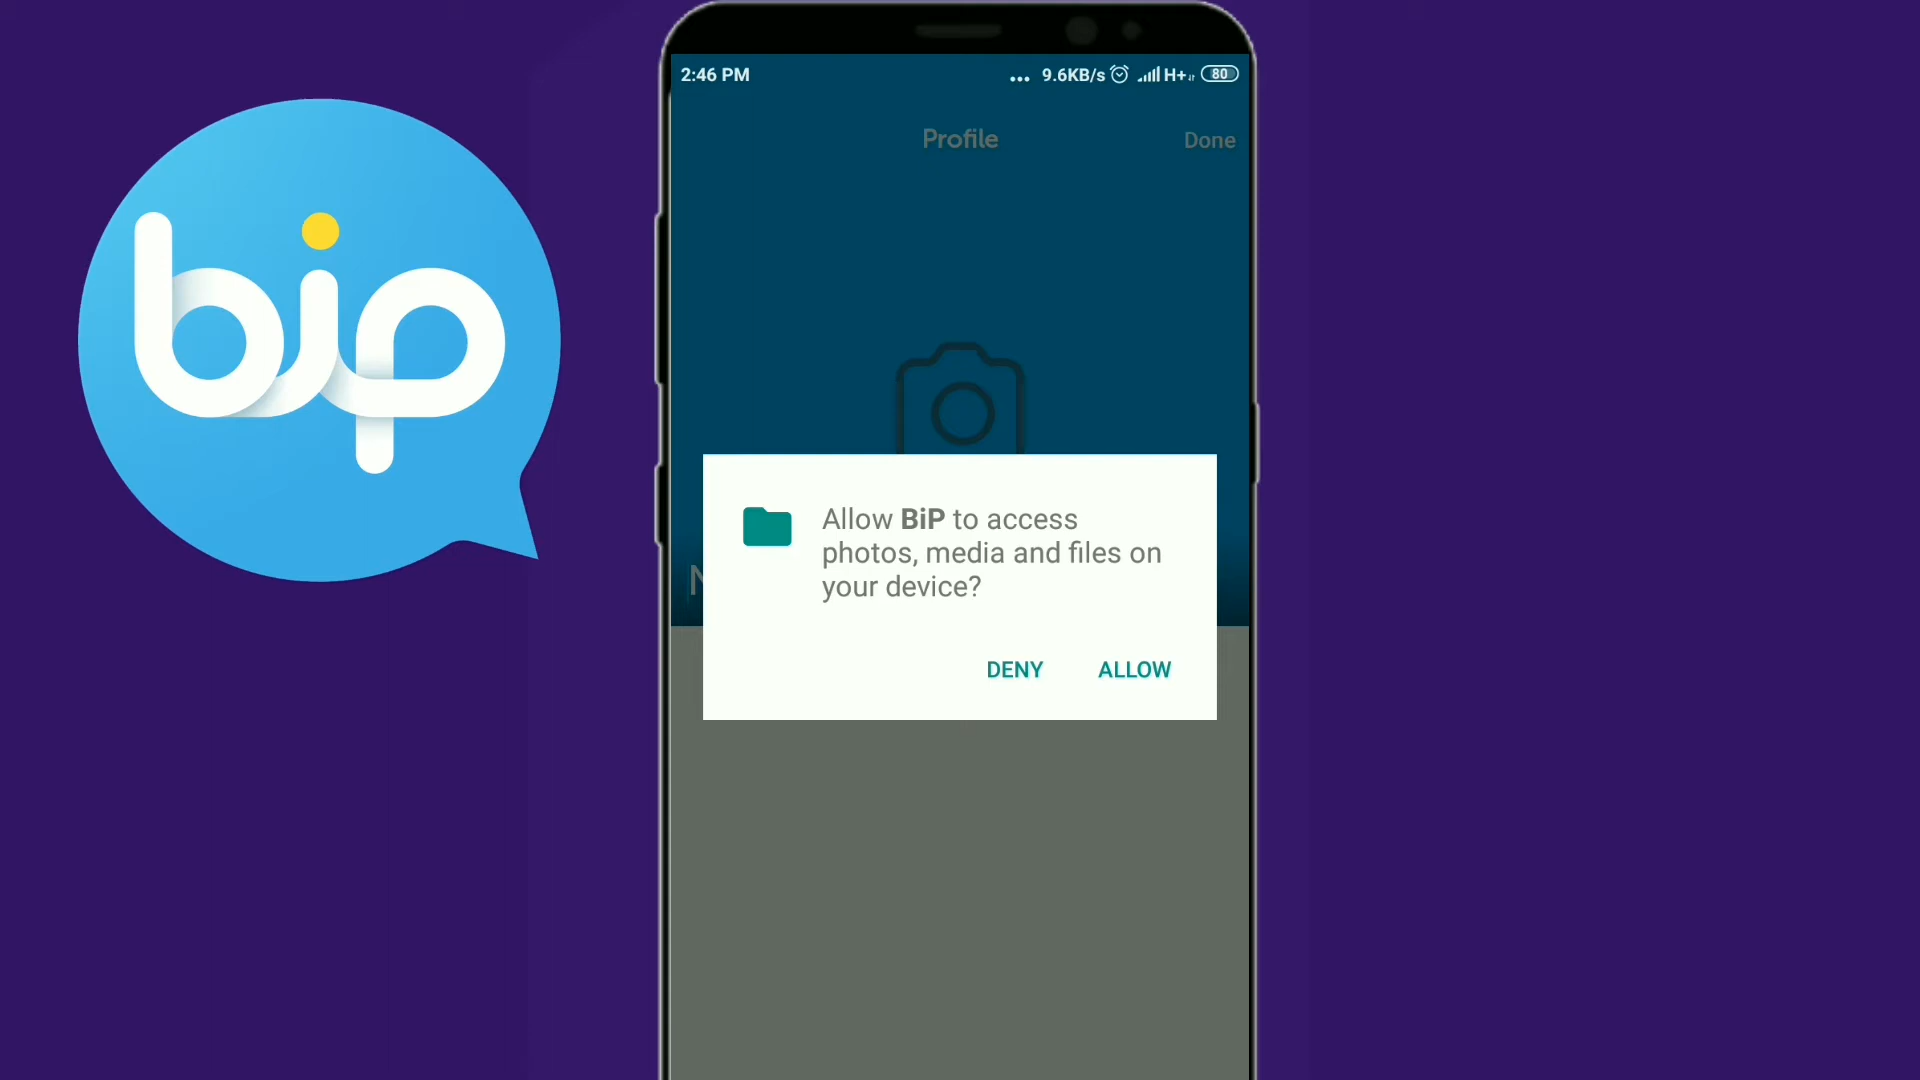 bip
2:46 PM
... 9.6KB/s H+ 80
Profile
Done
N
Allow BiP to access
photos, media and files on
your device?
DENY
ALLOW